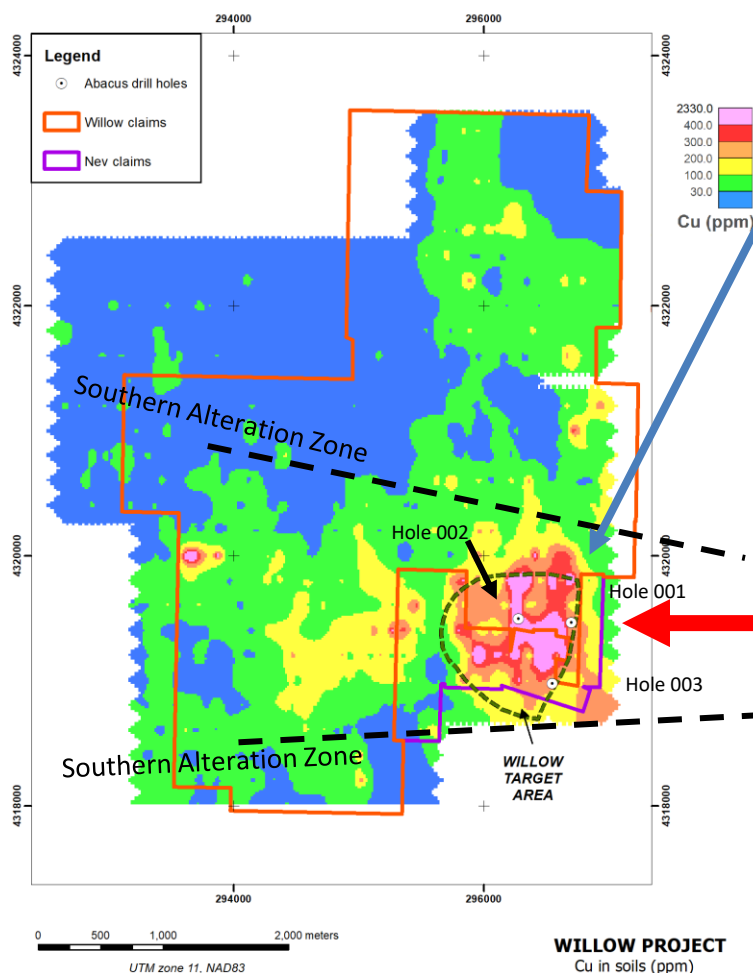 294000
296000
4324000
4324000
Legend
Abacus drill holes
Willow claims
Nev claims
2330.0
400.0
300.0
200.0
100.0
30.0
Cu (ppm)
4322000
4322000
Southern Alteration Zone
Hole 002
4320000
4320000
Hole 001
Hole 003
Southern Alteration Zone
WILLOW
TARGET
AREA
4318000
4318000
294000
296000
0 500 1,000 2,000 meters
UTM zone 11, NAD83
WILLOW PROJECT
Cu in soils (ppm)